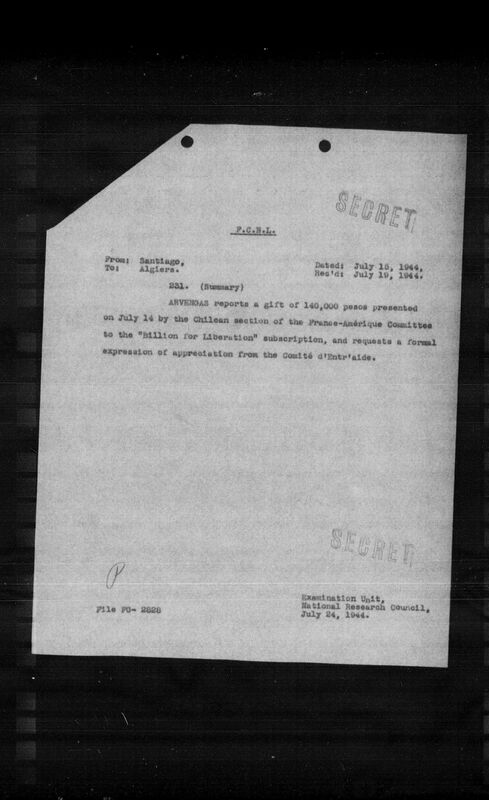 SECRET
F.C.N.L.
From: Santiago,
To: Algiers.
Dated: July 15, 1944,
Rec'd: July 19, 1944.
231. (Summary)
ARVENGAS reports a gift of 140,000 pesos presented
on July 14 by the Chilean section of the France-Amérique Committee
to the "Billion for Liberation" subscription, and requests a formal
expression of appreciation from the Comité d'Entr'aide.
SECRET
P
File FG- 2828
Examination Unit,
National Research Council,
July 24, 1944.